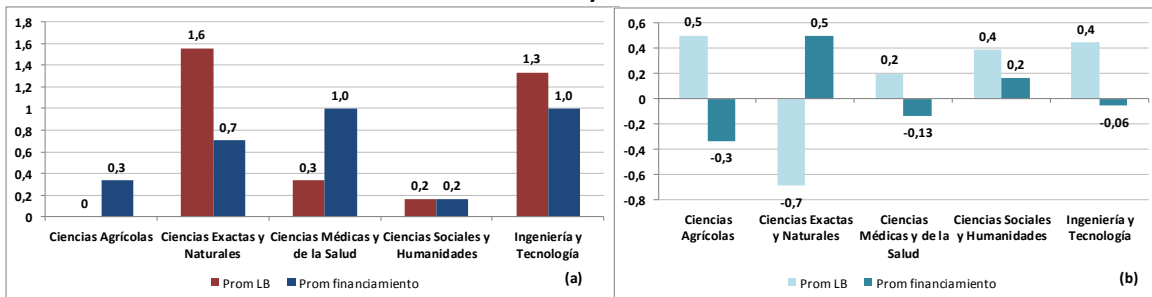 1,8
1,6
1,4
1,2
1
0,8
0,6
0,4
0,2
0
0
0,3
1,6
0,7
0,3
1,0
0,2
0,2
1,3
1,0
Ciencias Agrícolas
Ciencias Exactas y
Naturales
Ciencias Médicas y
de la Salud
Ciencias Sociales y
Humanidades
Ingeniería y
Tecnología
Prom LB
Prom financiamiento
(a)
0,6
0,4
0,2
0
-0,2
-0,4
-0,6
-0,8
0,5
-0,3
-0,7
0,5
0,2
-0,13
0,4
0,2
0,4
-0,06
Ciencias
Agrícolas
Ciencias Exactas
y Naturales
Ciencias
Médicas y de la
Salud
Ciencias Sociales
y Humanidades
Ingeniería y
Tecnología
Prom LB
Prom financiamiento
(b)